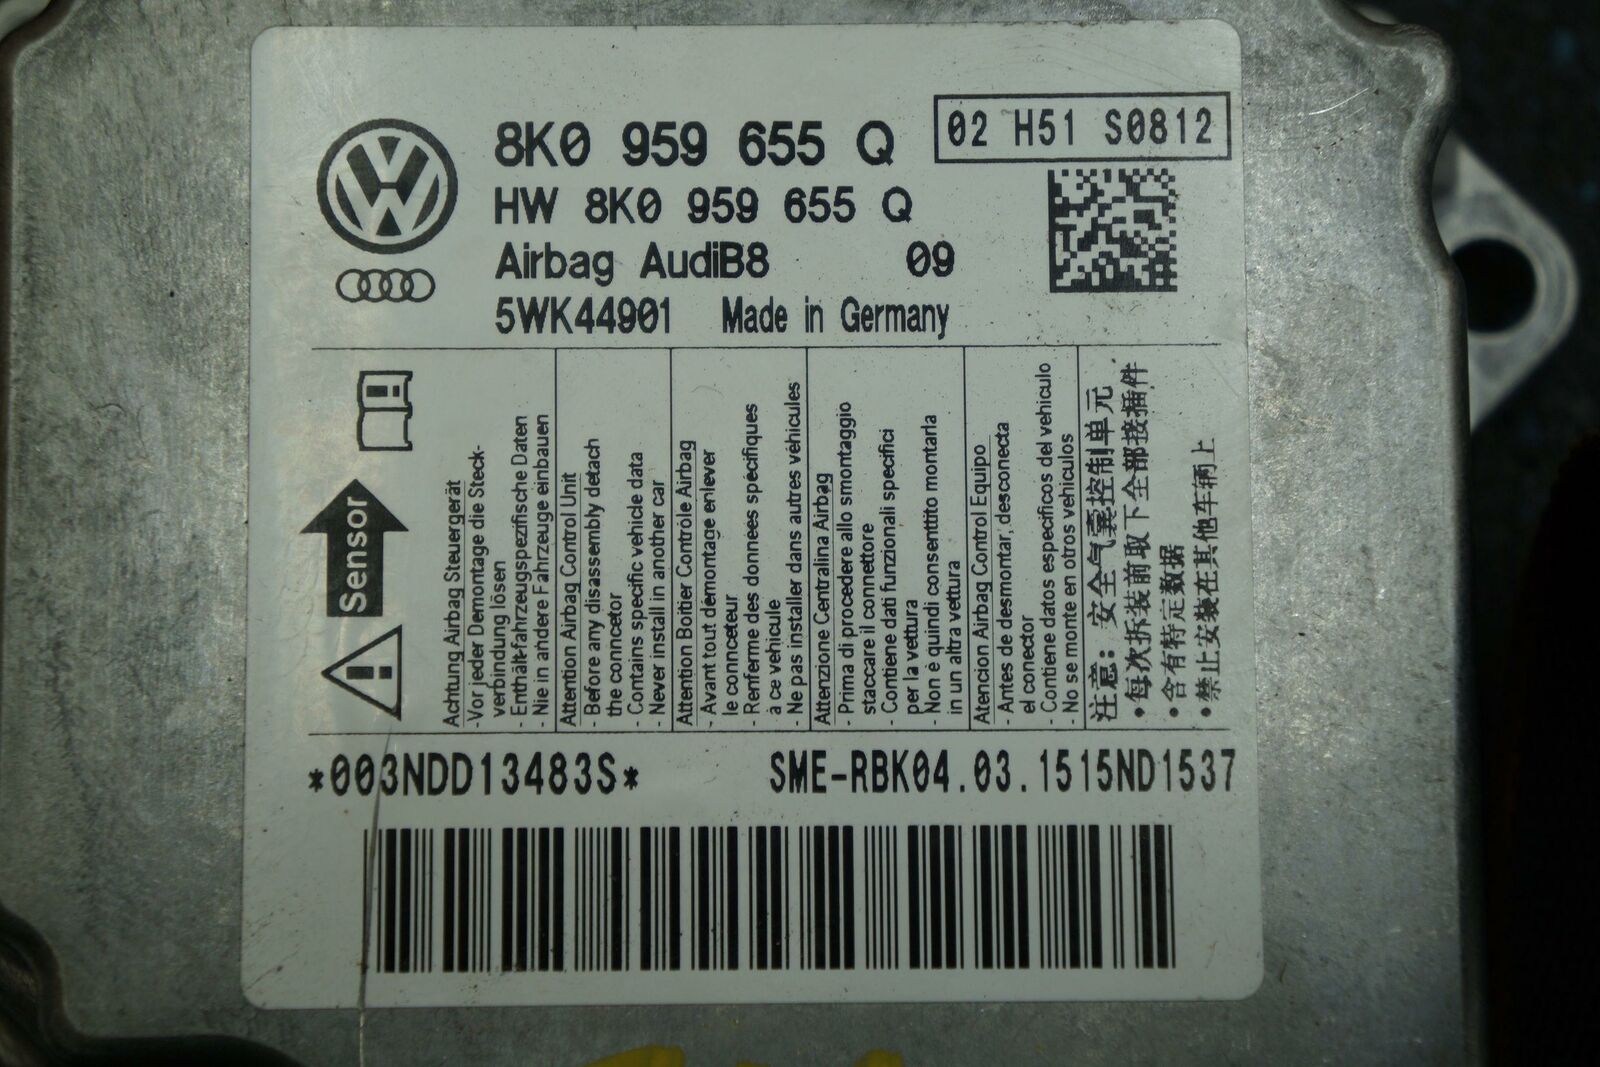 8K0 959 655 Q
02 H51 S0812
HW 8K0 959 655 Q
Airbag AudiB8 09
5WK44901 Made in Germany
Sensor
Achtung Airbag Steuergerät
-Vor jeder Demontage die Steck-
verbindung lösen
- Enthält fahrzeugspezifische Daten
- Nie in andere Fahrzeuge einbauen
Attention Airbag Control Unit
- Before any disassembly detach
the conncetor
- Contains specific vehicle data
- Never install in another car
Attention Boitier Contrôle Airbag
- Avant tout démontage enlever
le connceteur
- Renferme des données spécifiques
à ce véhicule
- Ne pas installer dans autres véhicules
Attenzione Centralina Airbag
- Prima di procedere allo smontaggio
staccare il connettore
- Contiene dati funzionali specifici
per la vettura
- Non è quindi consentito montarla
in un altra vettura
Atencion Airbag Control Equipo
- Antes de desmontar, desconecta
el conector
- Contiene datos especificos del vehiculo
- No se monte en otros vehiculos
注意：安全气囊控制单元
•每次拆装前取下全部接插件
•含有特定数据
•禁止安装在其他车辆上
*003NDD13483S*
SME-RBK04.03.1515ND1537